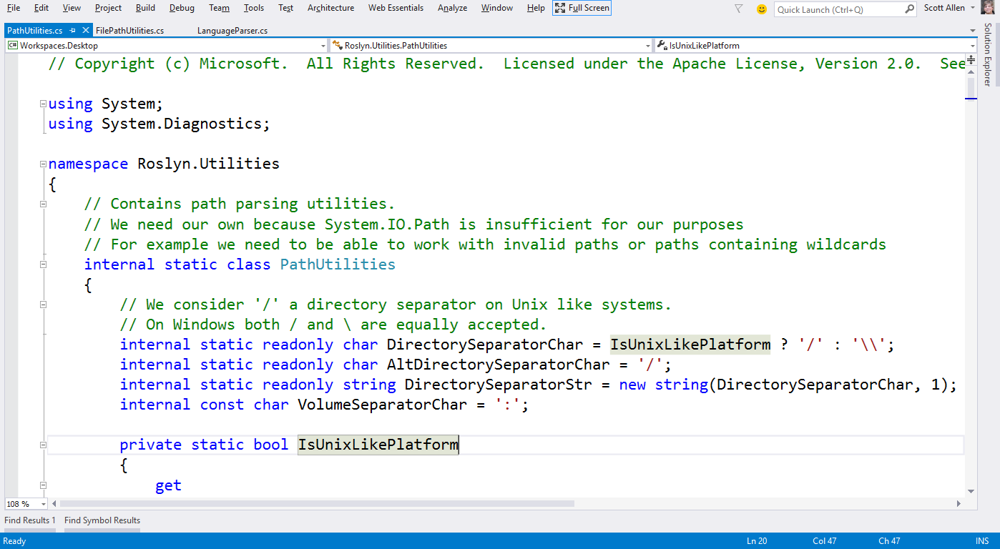 File Edit View Project Build Debug Team Tools Test Architecture Web Essentials Analyze Window Help Full Screen Quick Launch (Ctrl+Q) Scott Allen
PathUtilities.cs FilePathUtilities.cs LanguageParser.cs
Solution Explorer
C# Workspaces.Desktop Roslyn.Utilities.PathUtilities IsUnixLikePlatform
// Copyright (c) Microsoft.  All Rights Reserved.  Licensed under the Apache License, Version 2.0.  See
using System;
using System.Diagnostics;
namespace Roslyn.Utilities
{
// Contains path parsing utilities.
// We need our own because System.IO.Path is insufficient for our purposes
// For example we need to be able to work with invalid paths or paths containing wildcards
internal static class PathUtilities
{
// We consider '/' a directory separator on Unix like systems.
// On Windows both / and \ are equally accepted.
internal static readonly char DirectorySeparatorChar = IsUnixLikePlatform ? '/' : '\\';
internal static readonly char AltDirectorySeparatorChar = '/';
internal static readonly string DirectorySeparatorStr = new string(DirectorySeparatorChar, 1);
internal const char VolumeSeparatorChar = ':';
private static bool IsUnixLikePlatform
{
get
108 %
Find Results 1 Find Symbol Results
Ready Ln 20 Col 47 Ch 47 INS